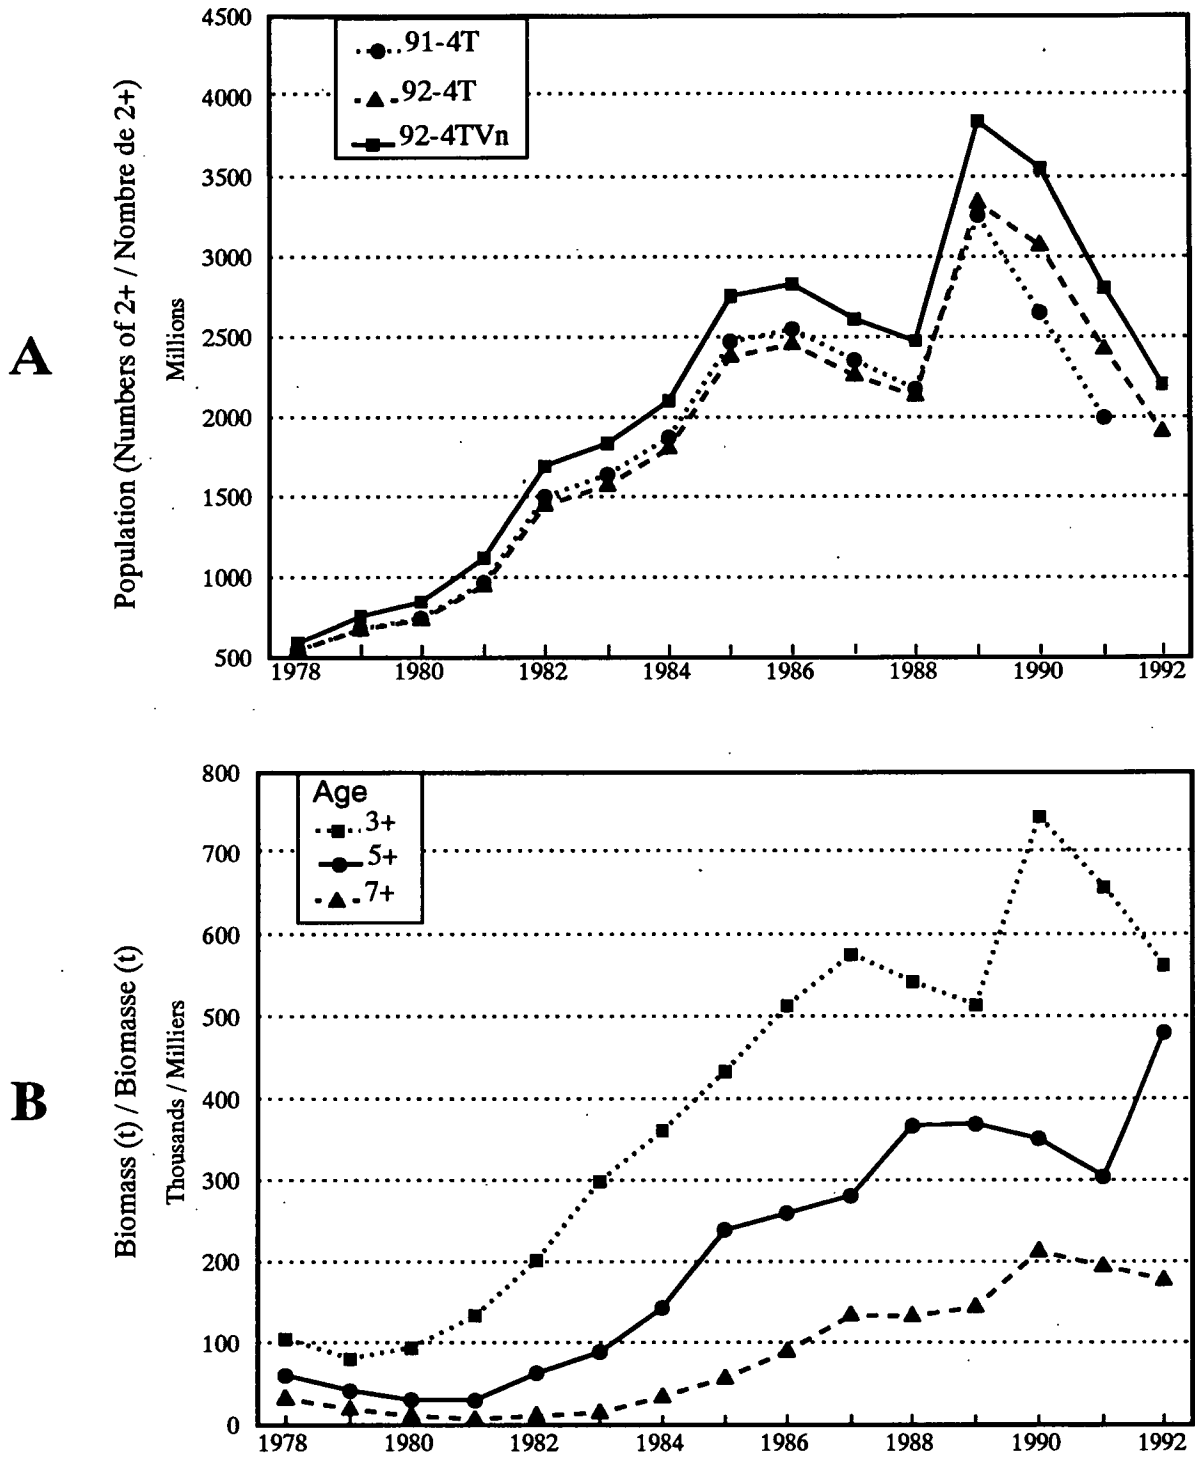 A
Population (Numbers of 2+ / Nombre de 2+)
Millions
4500
4000
3500
3000
2500
2000
1500
1000
500
91-4T
92-4T
92-4TVn
1978 1980 1982 1984 1986 1988 1990 1992
B
Biomass (t) / Biomasse (t)
Thousands / Milliers
800
700
600
500
400
300
200
100
0
Age
3+
5+
7+
1978 1980 1982 1984 1986 1988 1990 1992